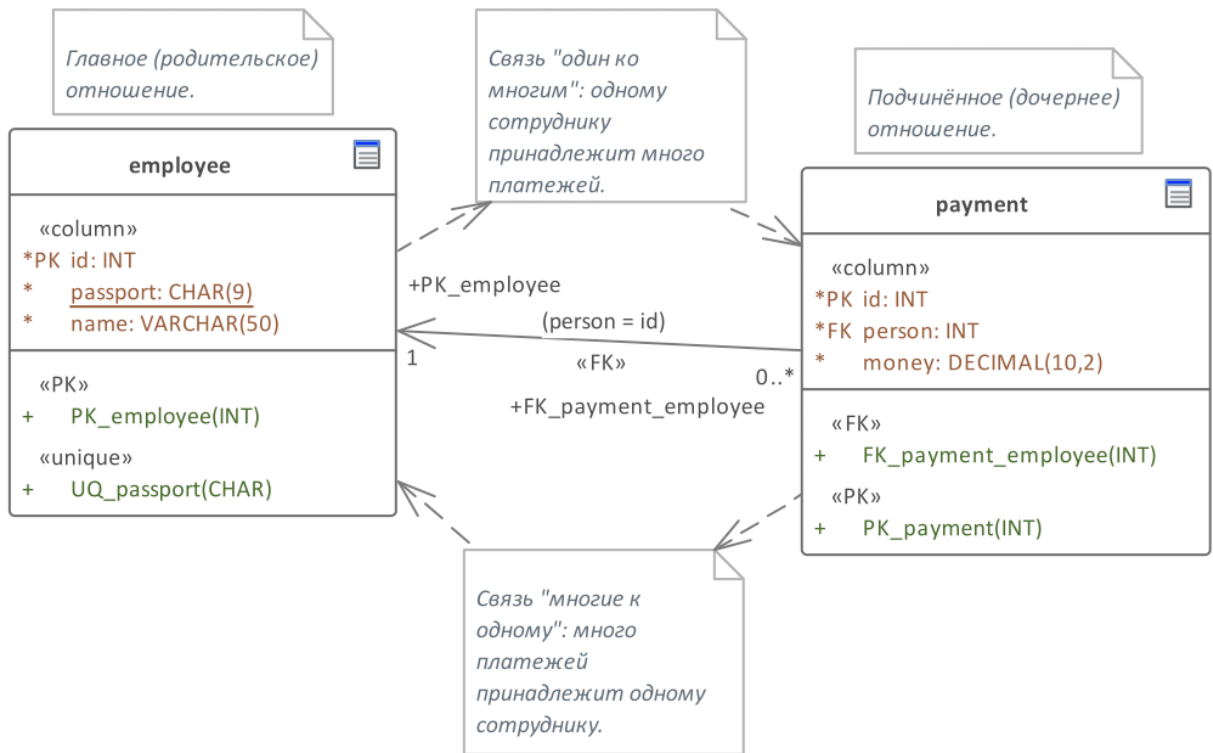 Главное (родительское)
отношение.
Связь "один ко
многим": одному
сотруднику
принадлежит много
платежей.
Подчинённое (дочернее)
отношение.
employee
«column»
*PK id: INT
* passport: CHAR(9)
* name: VARCHAR(50)
«PK»
+ PK_employee(INT)
«unique»
+ UQ_passport(CHAR)
+PK_employee
(person = id)
1
«FK»
0..*
+FK_payment_employee
payment
«column»
*PK id: INT
*FK person: INT
* money: DECIMAL(10,2)
«FK»
+ FK_payment_employee(INT)
«PK»
+ PK_payment(INT)
Связь "многие к
одному": много
платежей
принадлежит одному
сотруднику.